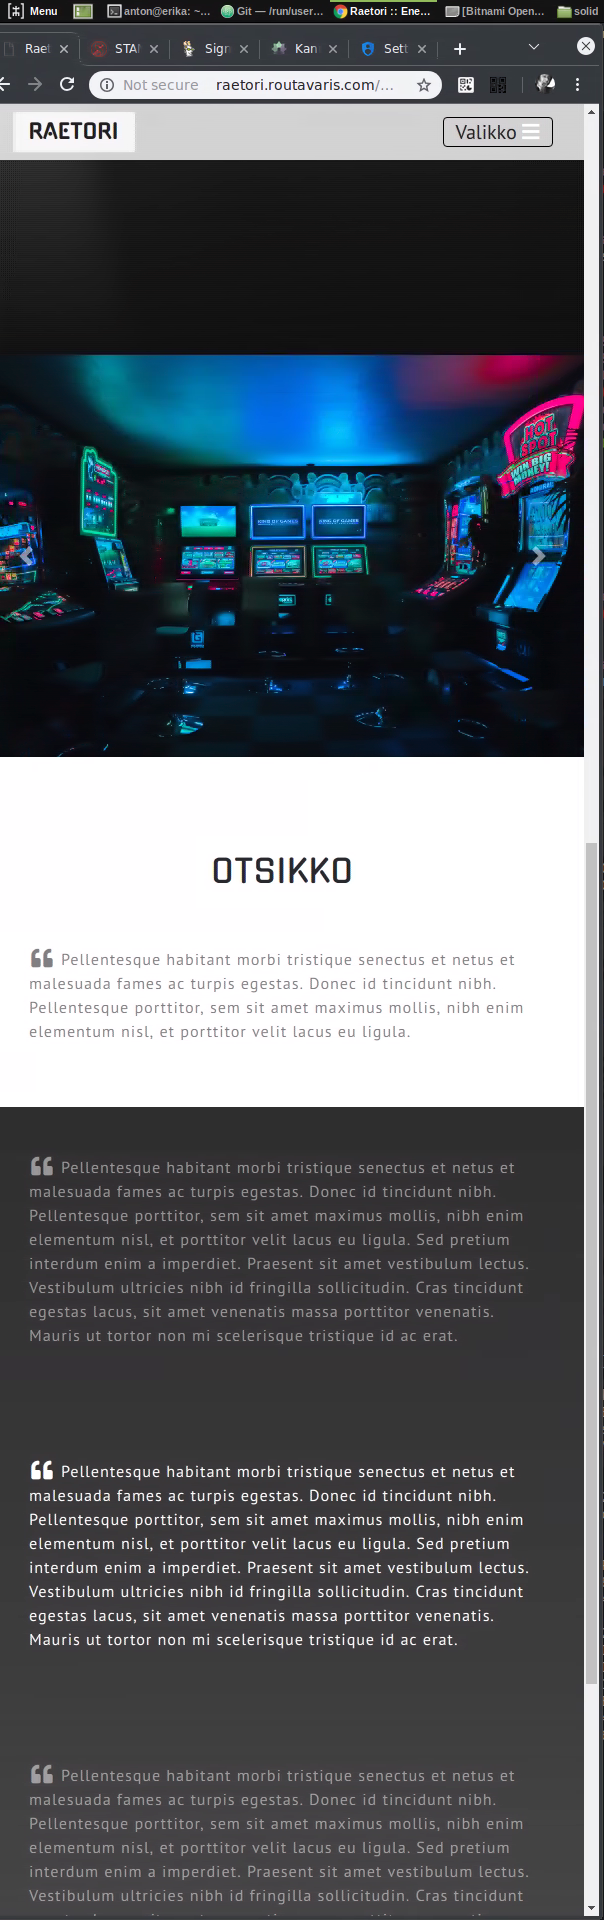 Menu
anton@erika: ~...
Git — /run/user...
Raetori :: Ene...
[Bitnami Open...
solid
Raet
STAN
Sign
Kan
Sett
Not secure raetori.routavaris.com/...
RAETORI
Valikko
HOT
SPOT
WIN BIG
MONEY!
KING OF GAMES
KING OF GAMES
OTSIKKO
Pellentesque habitant morbi tristique senectus et netus et
malesuada fames ac turpis egestas. Donec id tincidunt nibh.
Pellentesque porttitor, sem sit amet maximus mollis, nibh enim
elementum nisl, et porttitor velit lacus eu ligula.
Pellentesque habitant morbi tristique senectus et netus et
malesuada fames ac turpis egestas. Donec id tincidunt nibh.
Pellentesque porttitor, sem sit amet maximus mollis, nibh enim
elementum nisl, et porttitor velit lacus eu ligula. Sed pretium
interdum enim a imperdiet. Praesent sit amet vestibulum lectus.
Vestibulum ultricies nibh id fringilla sollicitudin. Cras tincidunt
egestas lacus, sit amet venenatis massa porttitor venenatis.
Mauris ut tortor non mi scelerisque tristique id ac erat.
Pellentesque habitant morbi tristique senectus et netus et
malesuada fames ac turpis egestas. Donec id tincidunt nibh.
Pellentesque porttitor, sem sit amet maximus mollis, nibh enim
elementum nisl, et porttitor velit lacus eu ligula. Sed pretium
interdum enim a imperdiet. Praesent sit amet vestibulum lectus.
Vestibulum ultricies nibh id fringilla sollicitudin. Cras tincidunt
egestas lacus, sit amet venenatis massa porttitor venenatis.
Mauris ut tortor non mi scelerisque tristique id ac erat.
Pellentesque habitant morbi tristique senectus et netus et
malesuada fames ac turpis egestas. Donec id tincidunt nibh.
Pellentesque porttitor, sem sit amet maximus mollis, nibh enim
elementum nisl, et porttitor velit lacus eu ligula. Sed pretium
interdum enim a imperdiet. Praesent sit amet vestibulum lectus.
Vestibulum ultricies nibh id fringilla sollicitudin. Cras tincidunt